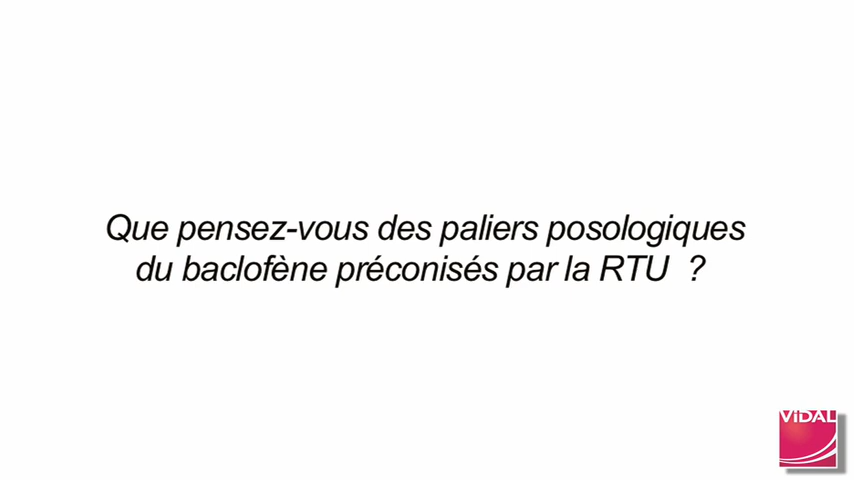 Que pensez-vous des paliers posologiques
du baclofène préconisés par la RTU  ?
ViDAL